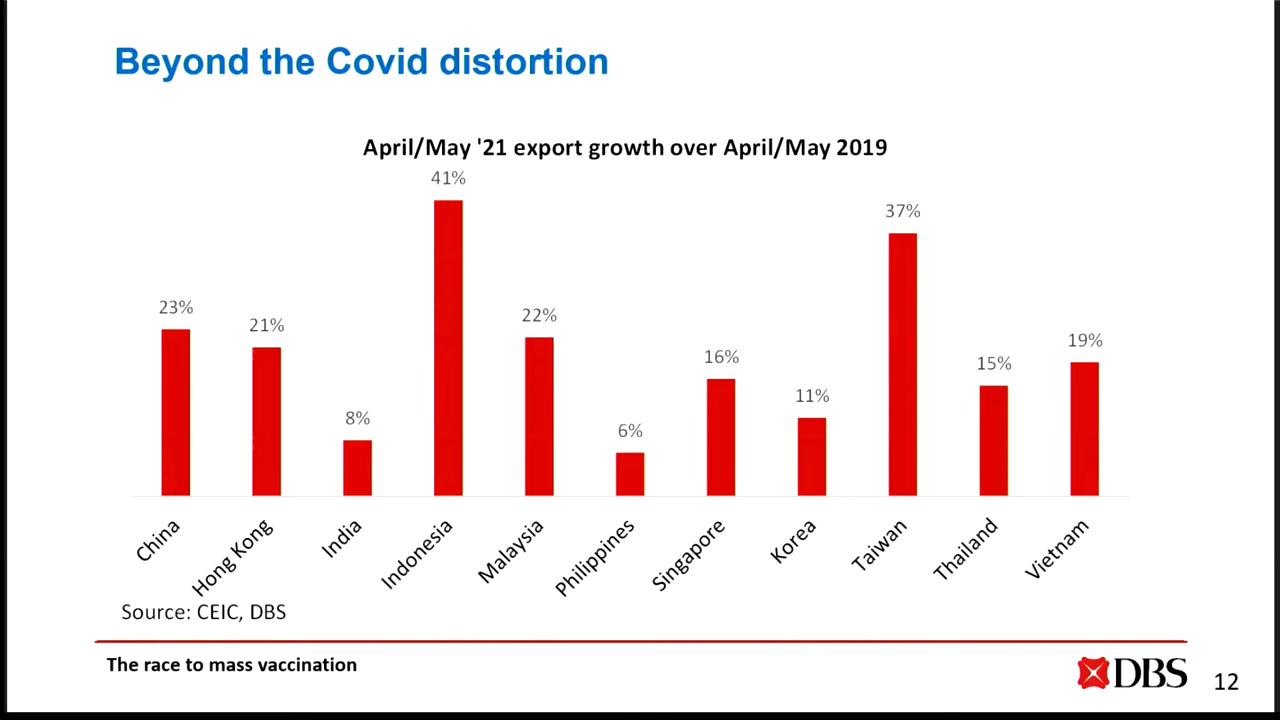 Beyond the Covid distortion
April/May '21 export growth over April/May 2019
23%
21%
8%
41%
22%
6%
16%
11%
37%
15%
19%
China
Hong Kong
India
Indonesia
Malaysia
Philippines
Singapore
Korea
Taiwan
Thailand
Vietnam
Source: CEIC, DBS
The race to mass vaccination
DBS
12